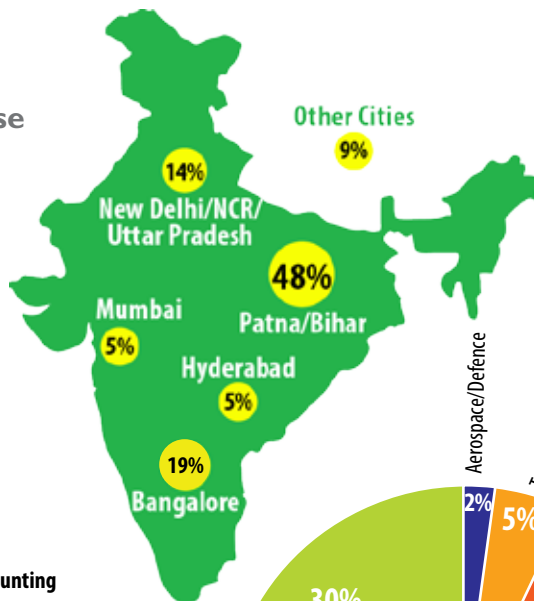 se
Other Cities
9%
14%
New Delhi/NCR/
Uttar Pradesh
48%
Patna/Bihar
Mumbai
5%
Hyderabad
5%
19%
Bangalore
Aerospace/Defence
2%
5%
30%
unting